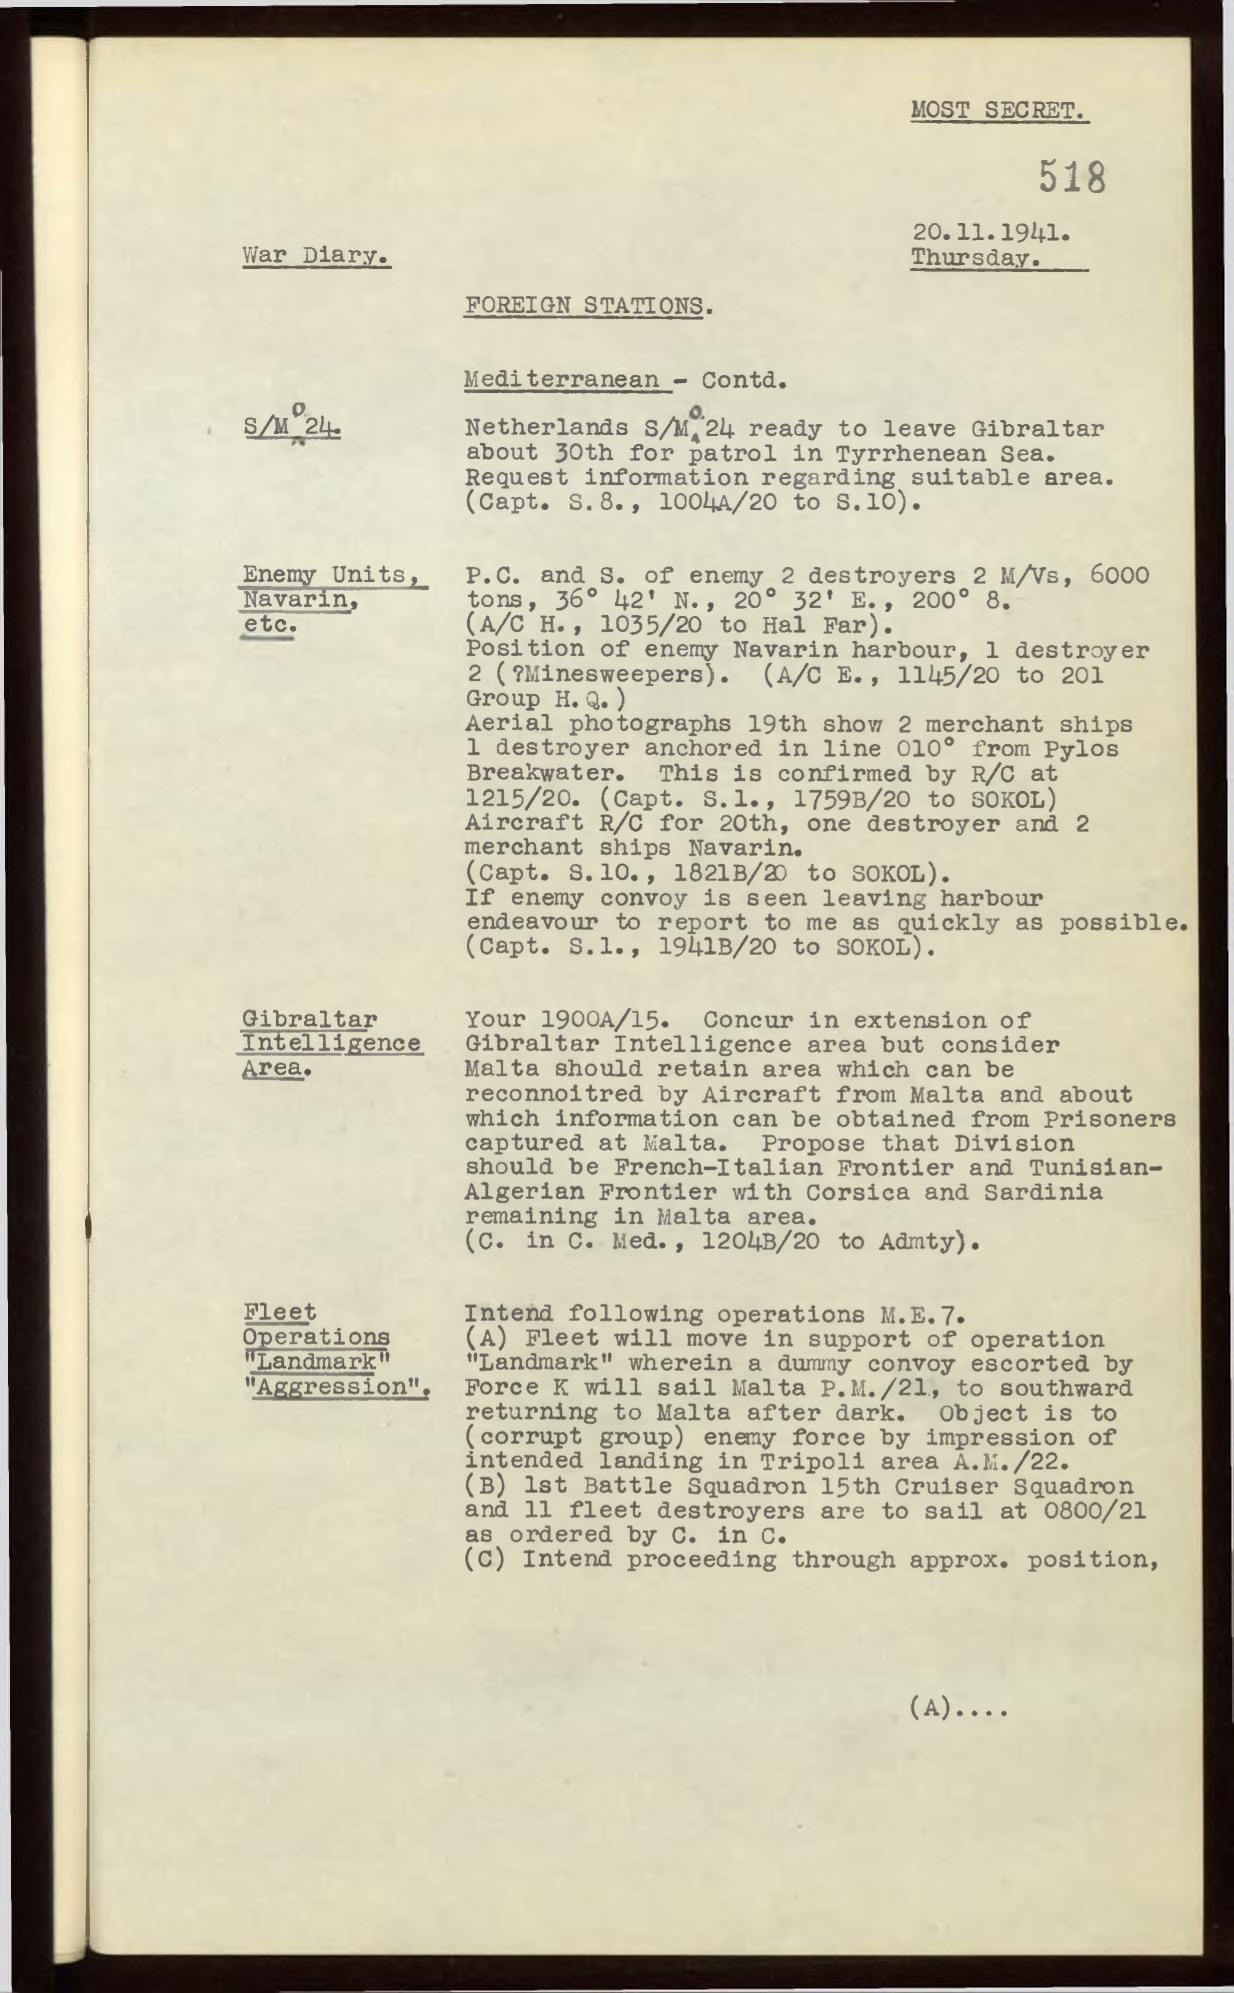 MOST SECRET.
518
20.11.1941.
War Diary.
Thursday.
FOREIGN STATIONS.
Mediterranean - Contd.
S/M O.24.
Netherlands S/M O.24 ready to leave Gibraltar
about 30th for patrol in Tyrrhenean Sea.
Request information regarding suitable area.
(Capt. S.8., 1004A/20 to S.10).
Enemy Units,
Navarin,
etc.
P.C. and S. of enemy 2 destroyers 2 M/Vs, 6000
tons, 36° 42' N., 20° 32' E., 200° 8.
(A/C H., 1035/20 to Hal Far).
Position of enemy Navarin harbour, 1 destroyer
2 (?Minesweepers). (A/C E., 1145/20 to 201
Group H.Q.)
Aerial photographs 19th show 2 merchant ships
1 destroyer anchored in line 010° from Pylos
Breakwater. This is confirmed by R/C at
1215/20. (Capt. S.1., 1759B/20 to SOKOL)
Aircraft R/C for 20th, one destroyer and 2
merchant ships Navarin.
(Capt. S.10., 1821B/20 to SOKOL).
If enemy convoy is seen leaving harbour
endeavour to report to me as quickly as possible.
(Capt. S.1., 1941B/20 to SOKOL).
Gibraltar
Intelligence
Area.
Your 1900A/15. Concur in extension of
Gibraltar Intelligence area but consider
Malta should retain area which can be
reconnoitred by Aircraft from Malta and about
which information can be obtained from Prisoners
captured at Malta. Propose that Division
should be French-Italian Frontier and Tunisian-
Algerian Frontier with Corsica and Sardinia
remaining in Malta area.
(C. in C. Med., 1204B/20 to Admty).
Fleet
Operations
"Landmark"
"Aggression".
Intend following operations M.E.7.
(A) Fleet will move in support of operation
"Landmark" wherein a dummy convoy escorted by
Force K will sail Malta P.M./21, to southward
returning to Malta after dark. Object is to
(corrupt group) enemy force by impression of
intended landing in Tripoli area A.M./22.
(B) 1st Battle Squadron 15th Cruiser Squadron
and 11 fleet destroyers are to sail at 0800/21
as ordered by C. in C.
(C) Intend proceeding through approx. position,
(A)....